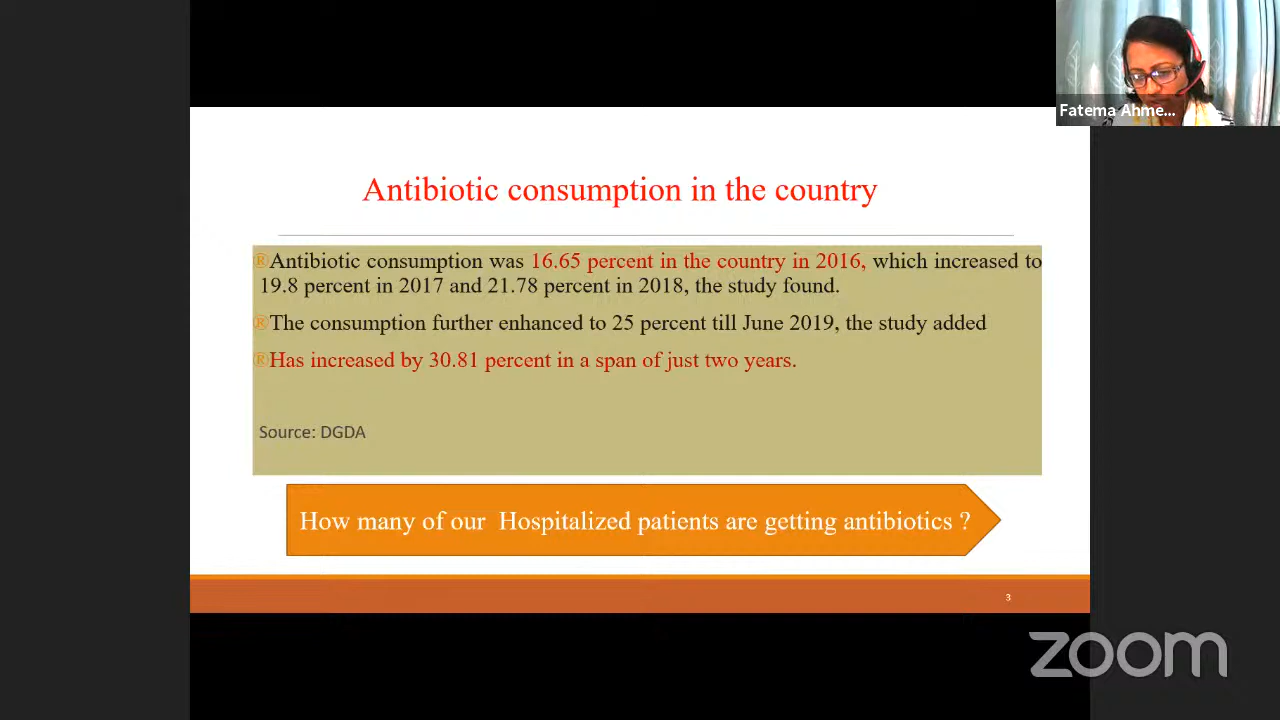 Fatema Ahme...
Antibiotic consumption in the country
®Antibiotic consumption was 16.65 percent in the country in 2016, which increased to
19.8 percent in 2017 and 21.78 percent in 2018, the study found.
®The consumption further enhanced to 25 percent till June 2019, the study added
®Has increased by 30.81 percent in a span of just two years.
Source: DGDA
How many of our Hospitalized patients are getting antibiotics ?
3
zoom